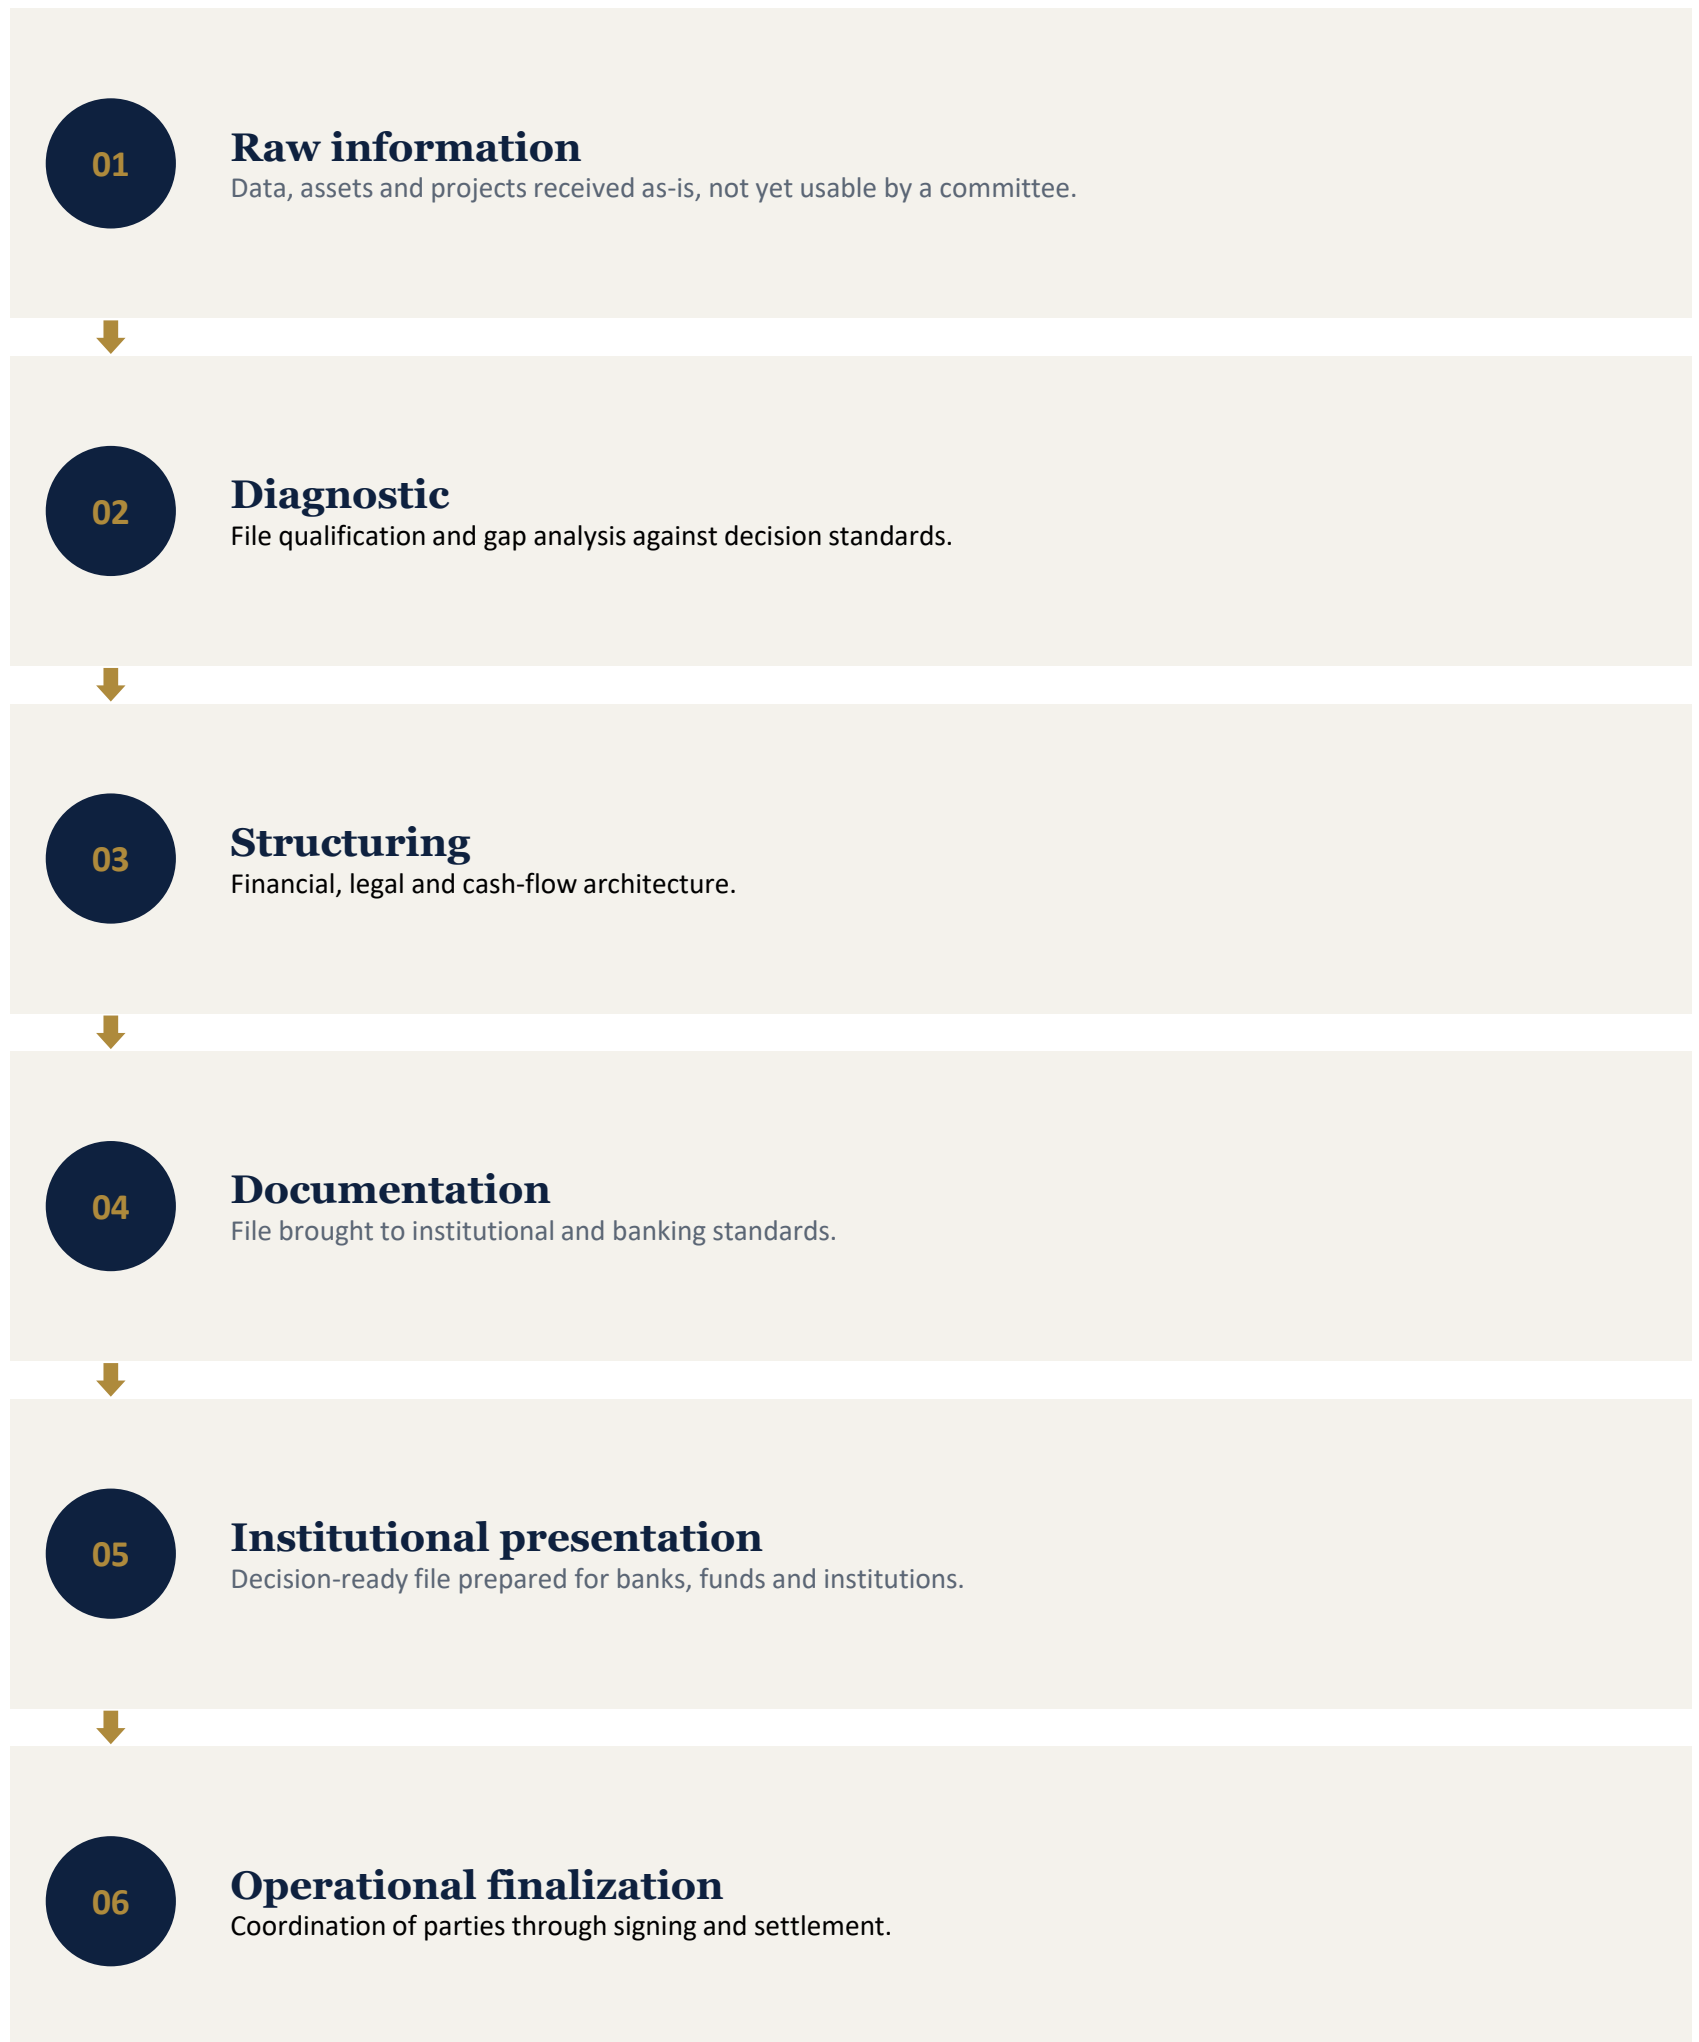 01
Raw information
Data, assets and projects received as-is, not yet usable by a committee.
02
Diagnostic
File qualification and gap analysis against decision standards.
03
Structuring
Financial, legal and cash-flow architecture.
04
Documentation
File brought to institutional and banking standards.
05
Institutional presentation
Decision-ready file prepared for banks, funds and institutions.
06
Operational finalization
Coordination of parties through signing and settlement.